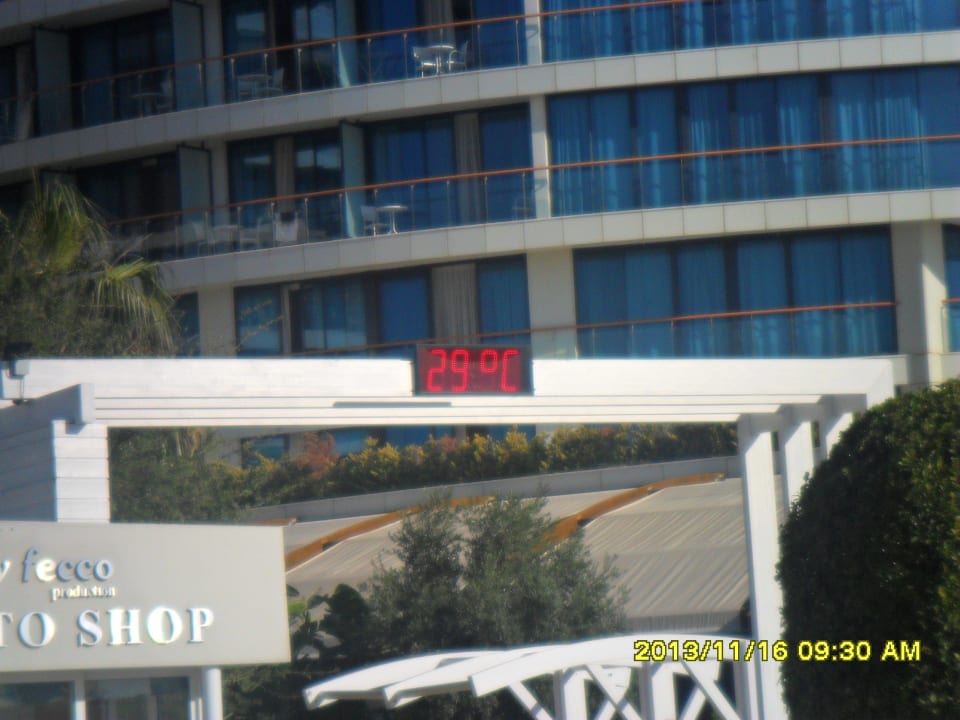 29 °C
fecco
production
TO SHOP
2013/11/16 09:30 AM